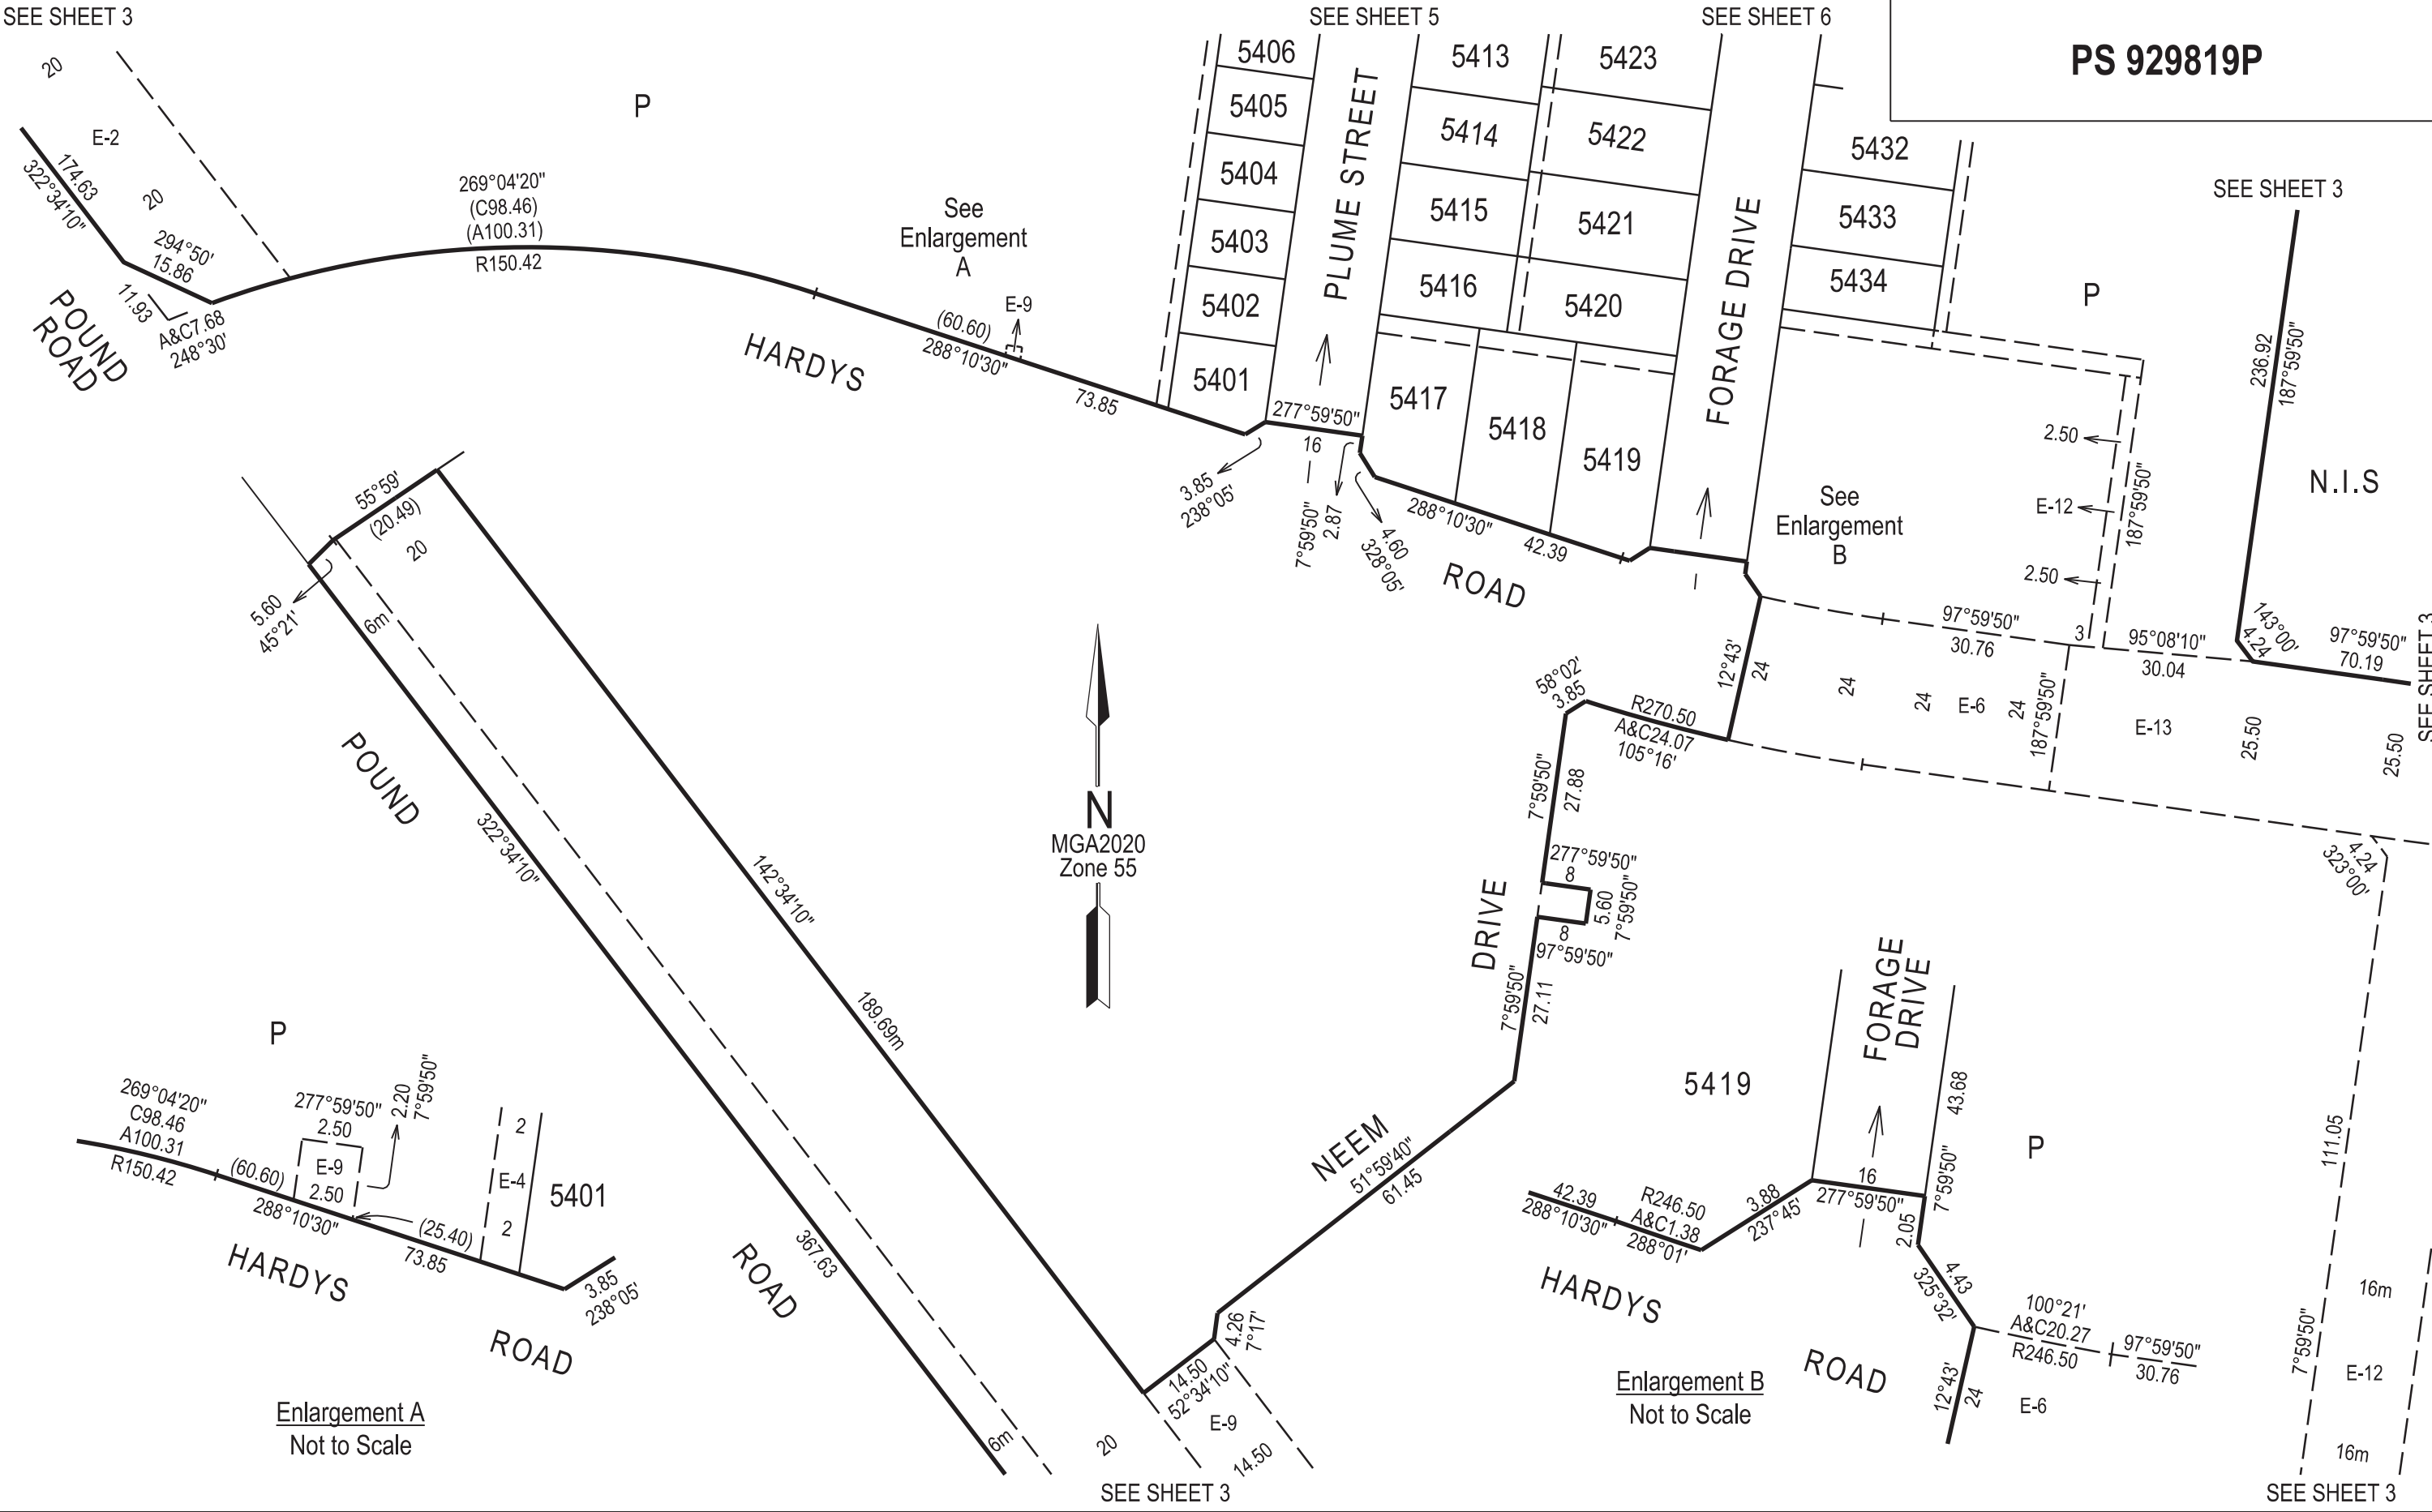 SEE SHEET 3
SEE SHEET 5
SEE SHEET 6
PS 929819P
20
E-2
20
174.63
322°34'10"
294°50'
15.86
11.93
A&C7.68
248°30'
POUND
ROAD
P
269°04'20"
(C98.46)
(A100.31)
R150.42
See
Enlargement
A
E-9
(60.60)
288°10'30"
73.85
HARDYS
5406
5405
5404
5403
5402
5401
PLUME STREET
5413
5414
5415
5416
5417
5418
5419
5423
5422
5421
5420
FORAGE DRIVE
5432
5433
5434
P
SEE SHEET 3
236.92
187°59'50"
N.I.S
277°59'50"
16
3.85
238°05'
7°59'50"
2.87
4.60
328°05'
288°10'30"
42.39
ROAD
See
Enlargement
B
2.50
E-12
2.50
187°59'50"
97°59'50"
30.76
3
95°08'10"
30.04
143°00'
4.24
97°59'50"
70.19
SEE SHEET 3
12°43'
24
24
24
E-6
24
187°59'50"
E-13
25.50
25.50
55°59'
(20.49)
20
5.60
45°21'
6m
POUND
322°34'10"
142°34'10"
189.69m
367.63
ROAD
6m
20
N
MGA2020
Zone 55
58°02'
3.85
R270.50
A&C24.07
105°16'
7°59'50"
27.88
277°59'50"
8
5.60
7°59'50"
8
97°59'50"
DRIVE
7°59'50"
27.11
NEEM
51°59'40"
61.45
4.26
7°17'
14.50
52°34'10"
E-9
14.50
SEE SHEET 3
4.24
323°00'
111.05
7°59'50"
16m
E-12
16m
SEE SHEET 3
P
269°04'20"
C98.46
A100.31
R150.42
277°59'50"
2.50
2.20
7°59'50"
(60.60)
E-9
2.50
288°10'30"
(25.40)
73.85
2
E-4
2
5401
3.85
238°05'
HARDYS
ROAD
Enlargement A
Not to Scale
5419
FORAGE
DRIVE
43.68
7°59'50"
P
16
277°59'50"
42.39
288°10'30"
R246.50
A&C1.38
288°01'
3.88
237°45'
2.05
4.43
325°32'
100°21'
A&C20.27
R246.50
97°59'50"
30.76
12°43'
24
E-6
HARDYS
ROAD
Enlargement B
Not to Scale